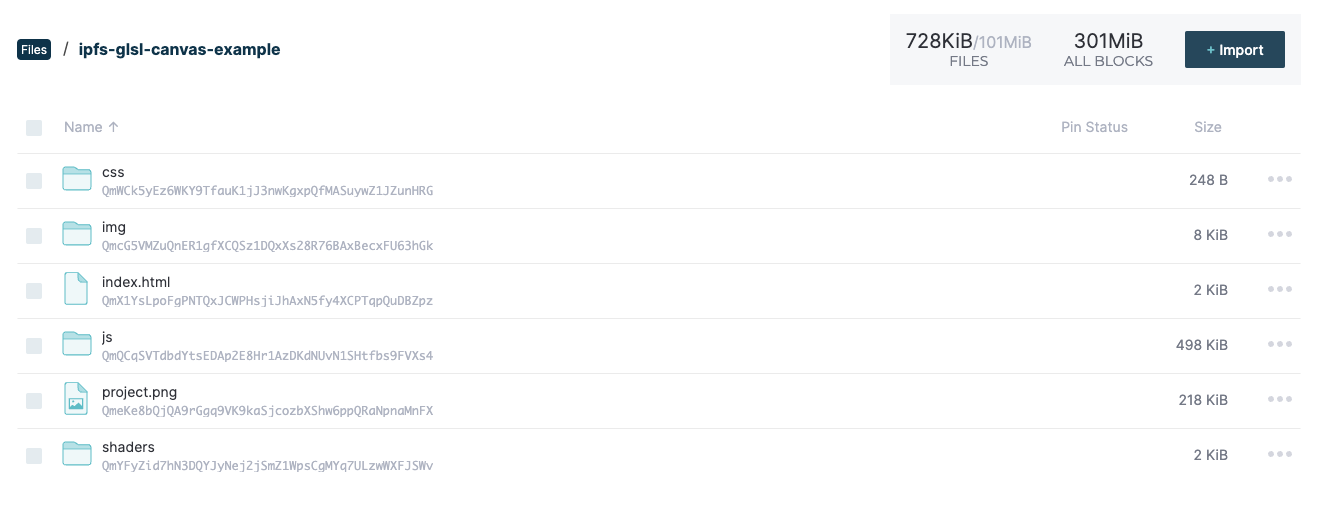 Files / ipfs-glsl-canvas-example
728KiB/101MiB
FILES
301MiB
ALL BLOCKS
+ Import
Name ↑ Pin Status Size
css
QmWCk5yEz6WKY9TfauK1jJ3nwKgxpQfMASuywZ1JZunHRG
248 B
img
QmcG5VMZuQnER1gfXCQSz1DQxXs28R76BAxBecxFU63hGk
8 KiB
index.html
QmX1YsLpoFgPNTQxJCWPHsjiJhAxN5fy4XCPTqpQuDBZpz
2 KiB
js
QmQCqSVTdbdYtsEDAp2E8Hr1AzDKdNUvN1SHtfbs9FVXs4
498 KiB
project.png
QmeKe8bQjQA9rGgq9VK9kaSjcozbXShw6ppQRaNpnaMnFX
218 KiB
shaders
QmYFyZid7hN3DQYJyNej2jSmZ1WpsCgMYq7ULzwWXFJSWv
2 KiB